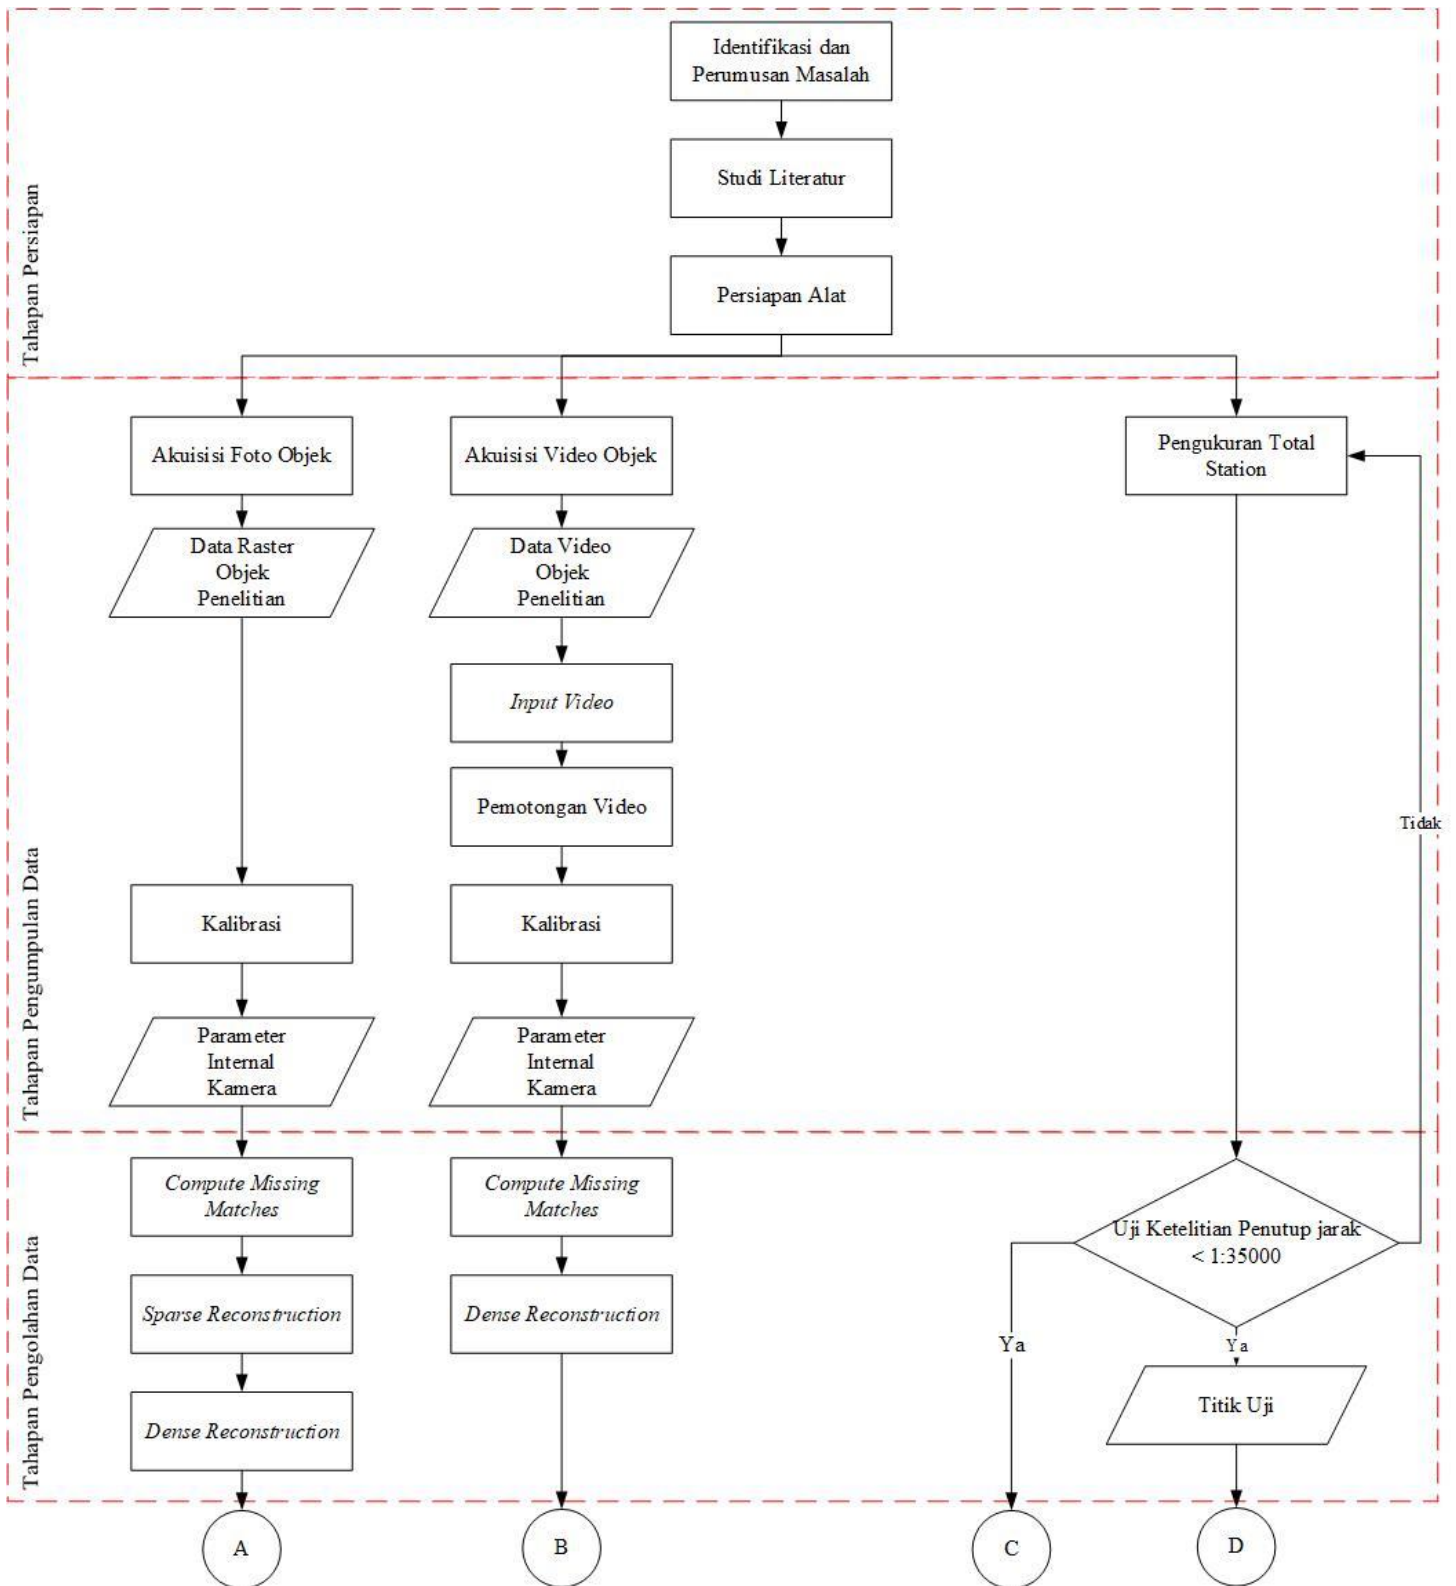 Identifikasi dan
Perumusan Masalah
Studi Literatur
Persiapan Alat
Tahapan Persiapan
Akuisisi Foto Objek
Akuisisi Video Objek
Pengukuran Total
Station
Data Raster
Objek
Penelitian
Data Video
Objek
Penelitian
Input Video
Pemotongan Video
Tidak
Kalibrasi
Kalibrasi
Parameter
Internal
Kamera
Parameter
Internal
Kamera
Tahapan Pengumpulan Data
Compute Missing
Matches
Compute Missing
Matches
Uji Ketelitian Penutup jarak
< 1:35000
Sparse Reconstruction
Dense Reconstruction
Ya
Ya
Titik Uji
Dense Reconstruction
Tahapan Pengolahan Data
A
B
C
D